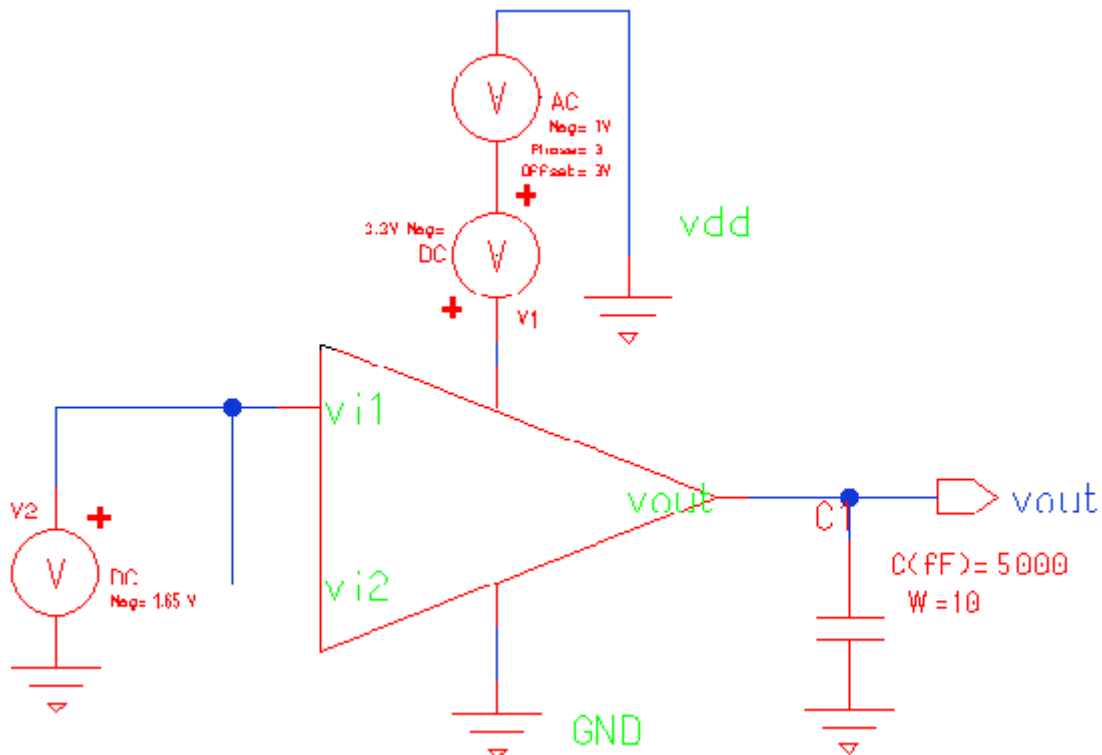 V
AC
Mag= 1V
Phase= 3
Offset= 3V
vdd
3.3V Mag=
DC
V
V1
vi1
V2
V
DC
Mag= 1.65 V
vi2
vout
C1
vout
C(fF)=5000
W=10
GND